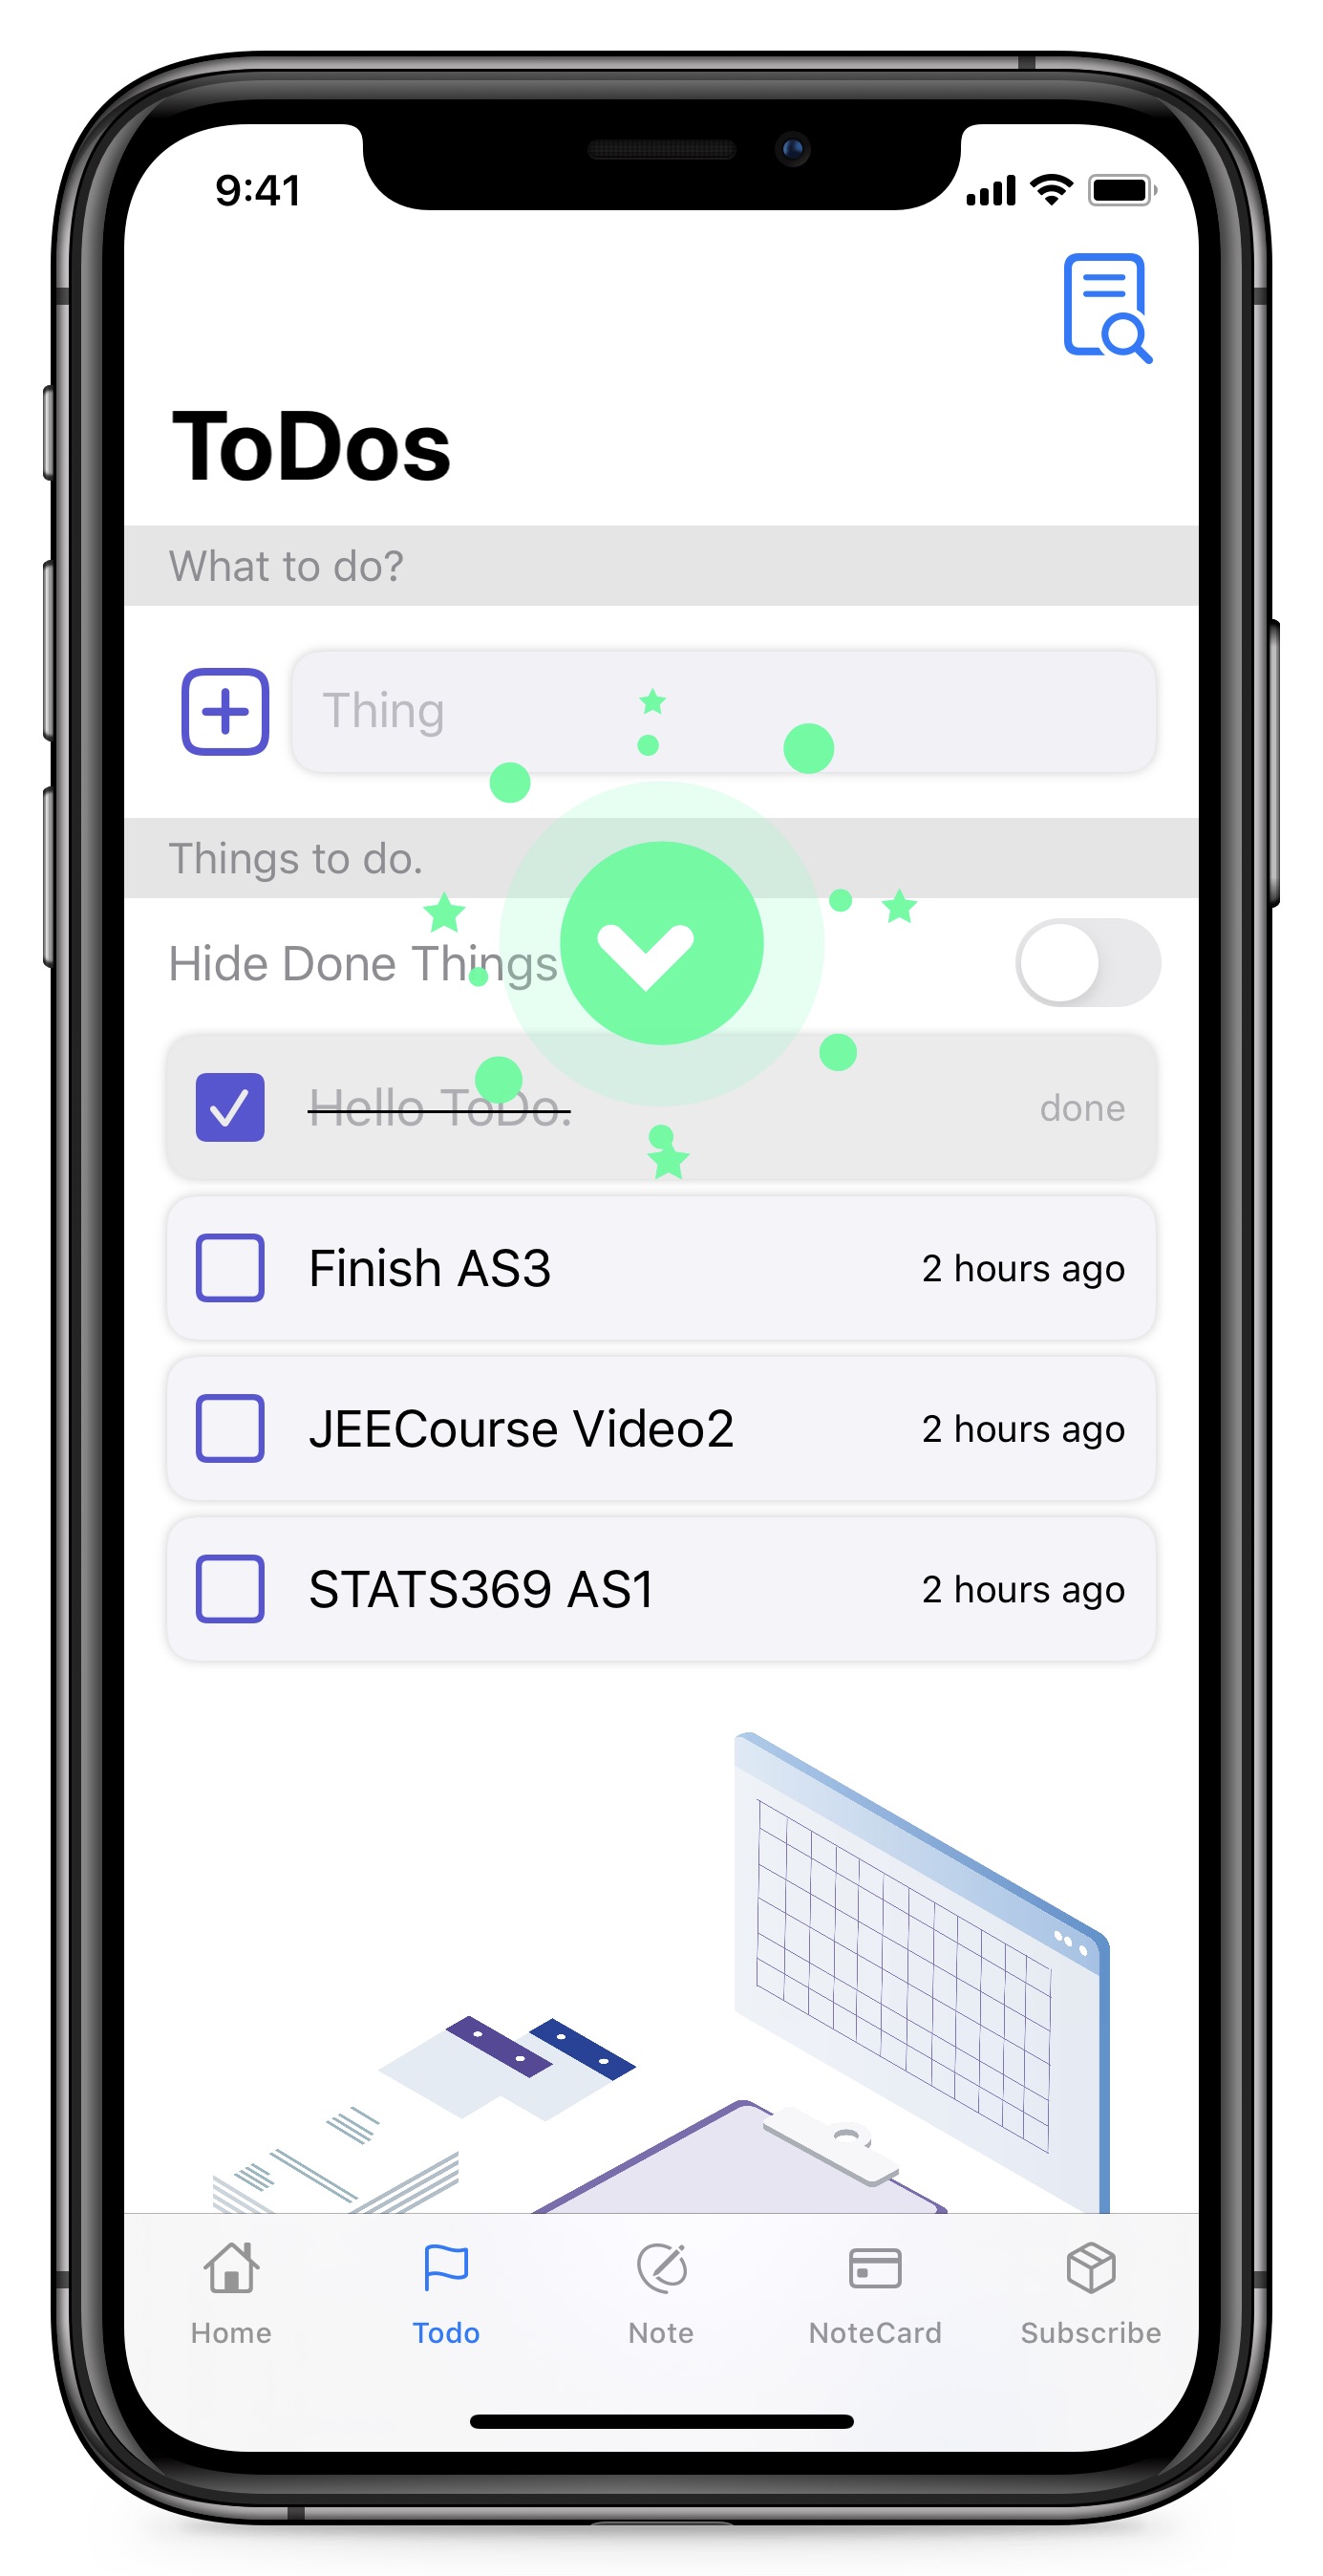 9:41
ToDos
What to do?
Thing
Things to do.
Hide Done Things
Hello ToDo. done
Finish AS3 2 hours ago
JEECourse Video2 2 hours ago
STATS369 AS1 2 hours ago
Home Todo Note NoteCard Subscribe